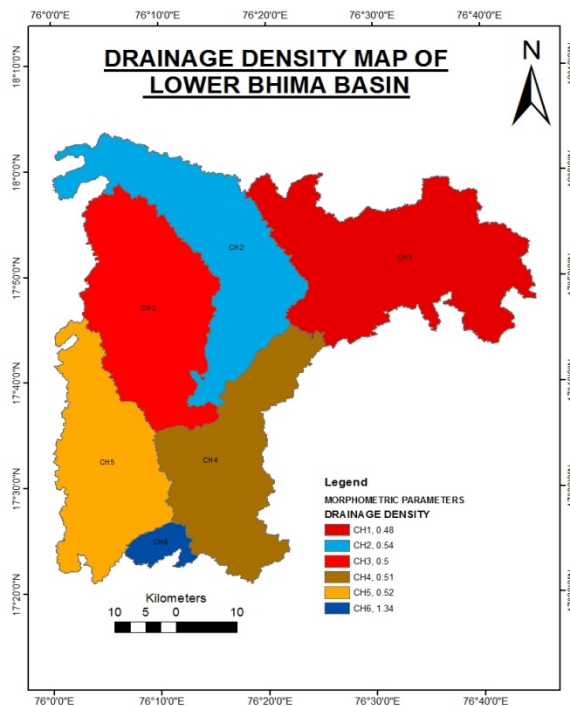 76°0'0"E 76°10'0"E 76°20'0"E 76°30'0"E 76°40'0"E
DRAINAGE DENSITY MAP OF
LOWER BHIMA BASIN
N
18°10'0"N
18°0'0"N
17°50'0"N
17°40'0"N
17°30'0"N
17°20'0"N
CH2
CH1
CH3
CH5
CH4
CH6
Legend
MORPHOMETRIC PARAMETERS
DRAINAGE DENSITY
CH1, 0.48
CH2, 0.54
CH3, 0.5
CH4, 0.51
CH5, 0.52
CH6, 1.34
Kilometers
10 5 0 10
76°0'0"E 76°10'0"E 76°20'0"E 76°30'0"E 76°40'0"E